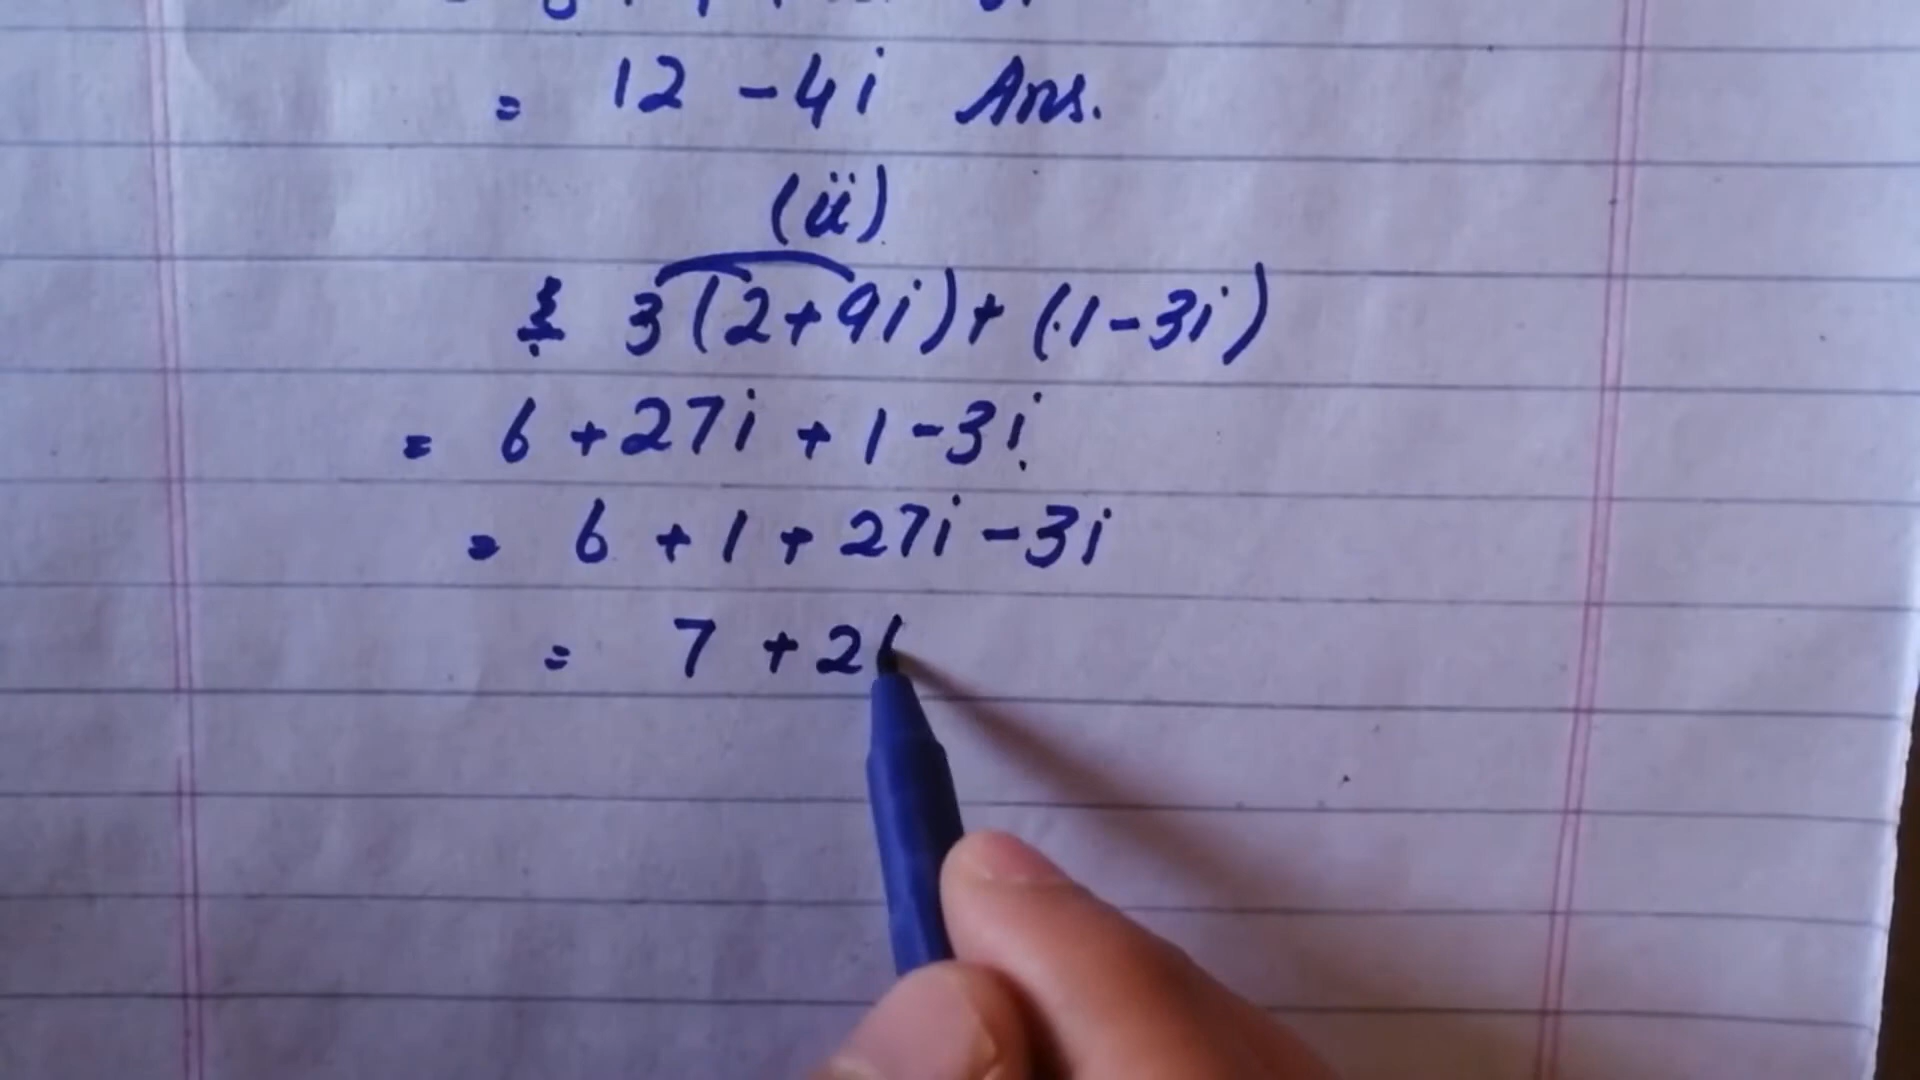 = 12 - 4i Ans.
(ii)
3(2+9i)+(1-3i)
= 6 +27i + 1 -3i
= 6 + 1 + 27i -3i
= 7 + 2